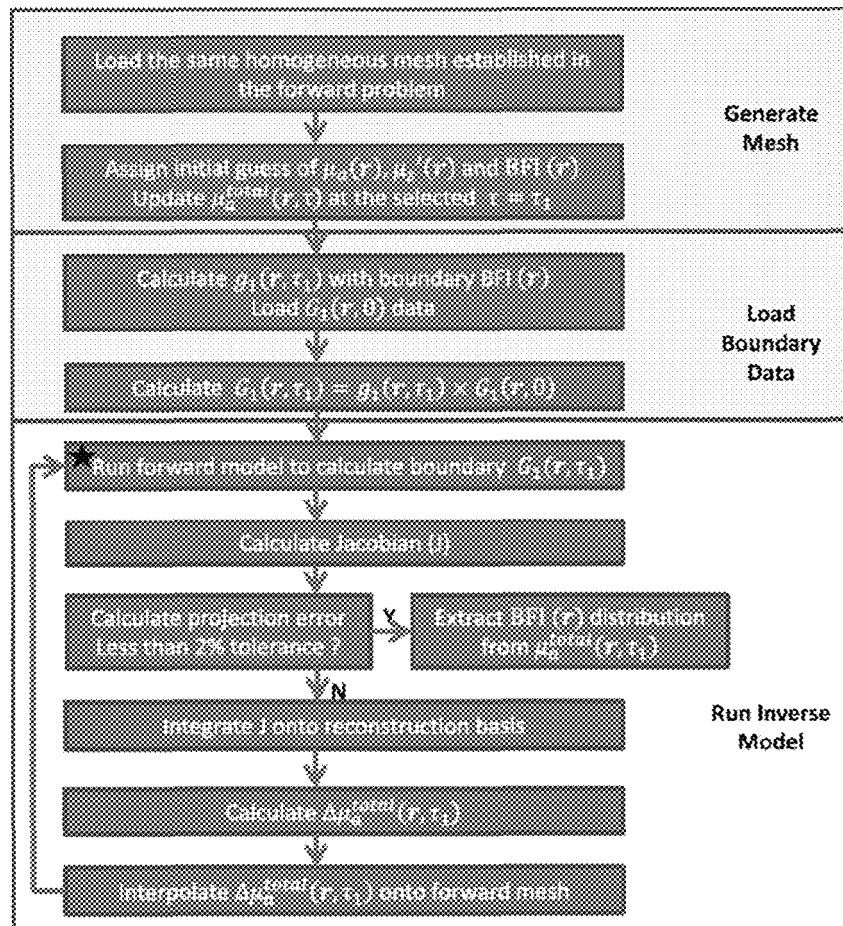 Load the same homogeneous mesh established in
the forward problem
Generate
Mesh
Assign initial guess of μₐ(r), μₛ'(r) and BFI (r)
Update μₐᵗᵒᵗᵃˡ(r, τ) at the selected τ = τ₁
Calculate g₁(r, τ₁) with boundary BFI (r)
Load G₁(r, 0) data
Load
Boundary
Data
Calculate G₁(r, τ₁) = g₁(r, τ₁) × G₁(r, 0)
Run forward model to calculate boundary G₁(r, τ₁)
Calculate Jacobian (J)
Calculate projection error
Less than 2% tolerance ?
Y
Extract BFI (r) distribution
from μₐᵗᵒᵗᵃˡ(r, τ₁)
N
Integrate J onto reconstruction basis
Run Inverse
Model
Calculate Δμₐᵗᵒᵗᵃˡ(r, τ₁)
Interpolate Δμₐᵗᵒᵗᵃˡ(r, τ₁) onto forward mesh